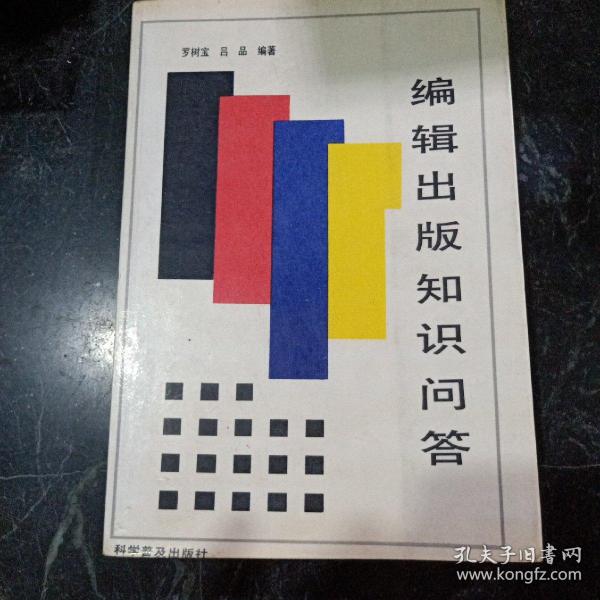 罗树宝 吕品 编著
编辑出版知识问答
科学普及出版社
孔夫子旧书网
www.kongfz.com